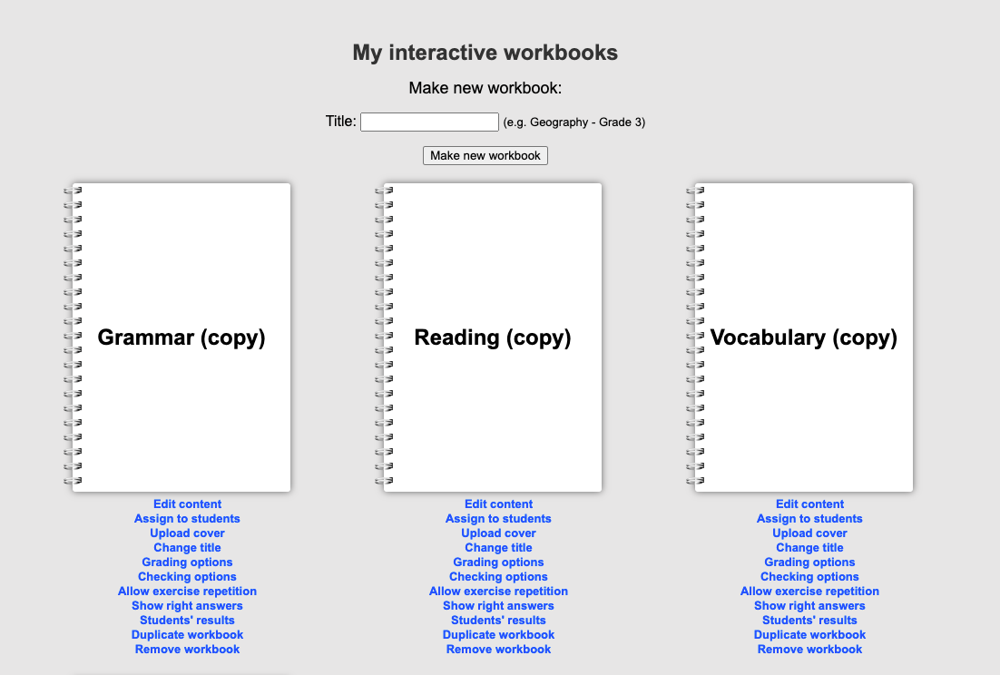 My interactive workbooks
Make new workbook:
Title: (e.g. Geography - Grade 3)
Make new workbook
Grammar (copy)
Edit content
Assign to students
Upload cover
Change title
Grading options
Checking options
Allow exercise repetition
Show right answers
Students' results
Duplicate workbook
Remove workbook
Reading (copy)
Edit content
Assign to students
Upload cover
Change title
Grading options
Checking options
Allow exercise repetition
Show right answers
Students' results
Duplicate workbook
Remove workbook
Vocabulary (copy)
Edit content
Assign to students
Upload cover
Change title
Grading options
Checking options
Allow exercise repetition
Show right answers
Students' results
Duplicate workbook
Remove workbook